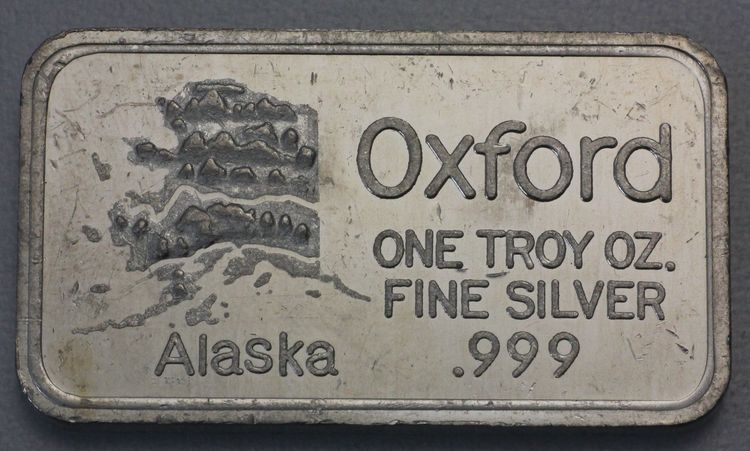 Oxford
ONE TROY OZ.
FINE SILVER
.999
Alaska